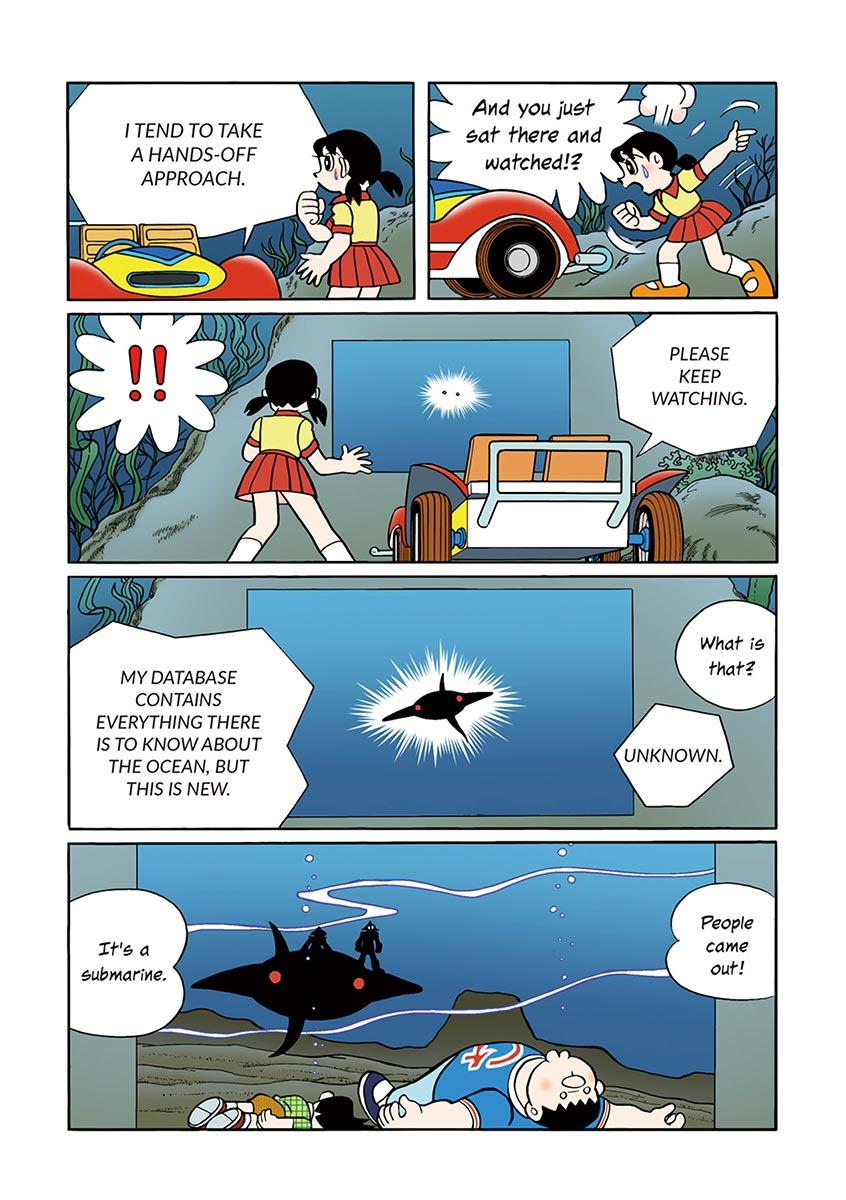 I TEND TO TAKE
A HANDS-OFF
APPROACH.
And you just
sat there and
watched!?
!!
PLEASE
KEEP
WATCHING.
What is
that?
UNKNOWN.
MY DATABASE
CONTAINS
EVERYTHING THERE
IS TO KNOW ABOUT
THE OCEAN, BUT
THIS IS NEW.
It's a
submarine.
People
came
out!